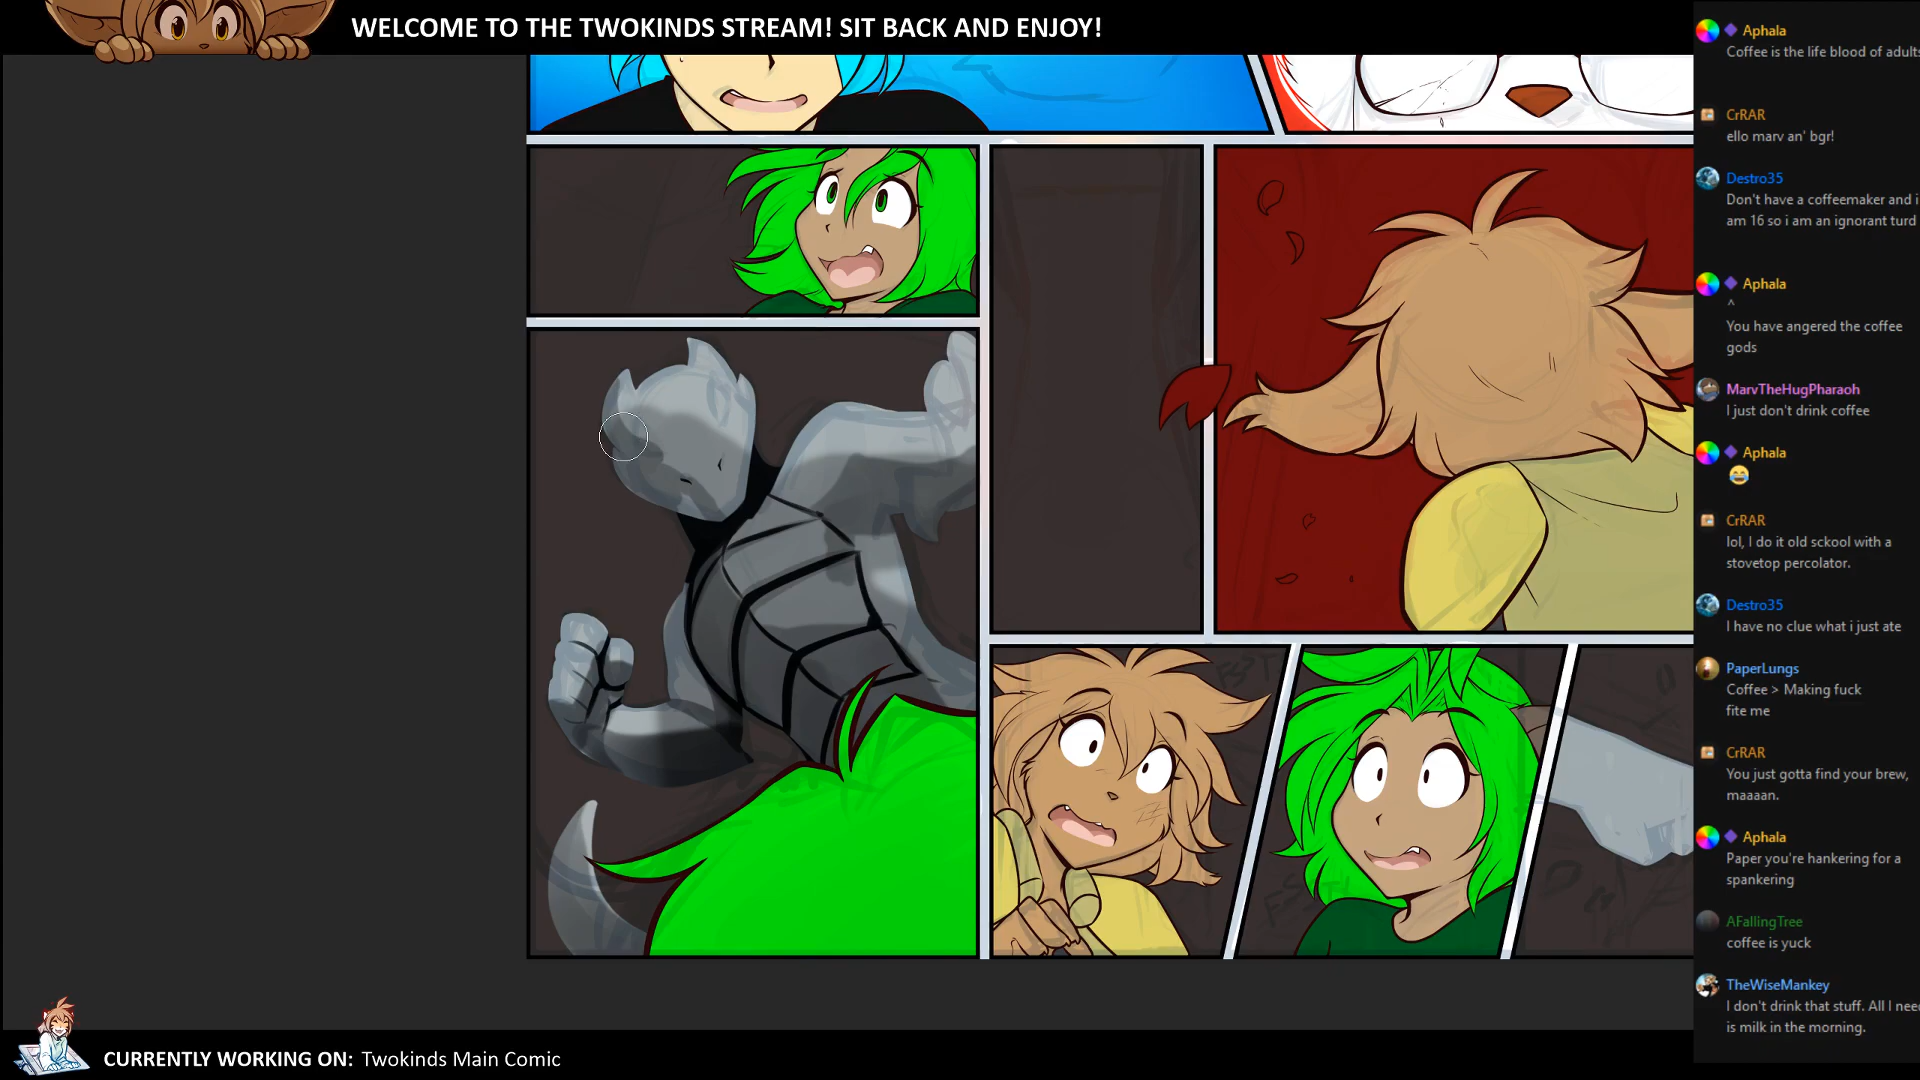 WELCOME TO THE TWOKINDS STREAM! SIT BACK AND ENJOY!
Aphala
Coffee is the life blood of adults
CrRAR
ello marv an' bgr!
Destro35
Don't have a coffeemaker and i
am 16 so i am an ignorant turd
Aphala
^
You have angered the coffee
gods
MarvTheHugPharaoh
I just don't drink coffee
Aphala
😂
CrRAR
lol, I do it old sckool with a
stovetop percolator.
Destro35
I have no clue what i just ate
PaperLungs
Coffee > Making fuck
fite me
CrRAR
You just gotta find your brew,
maaaan.
Aphala
Paper you're hankering for a
spankering
AFallingTree
coffee is yuck
TheWiseMankey
I don't drink that stuff. All I need
is milk in the morning.
CURRENTLY WORKING ON: Twokinds Main Comic